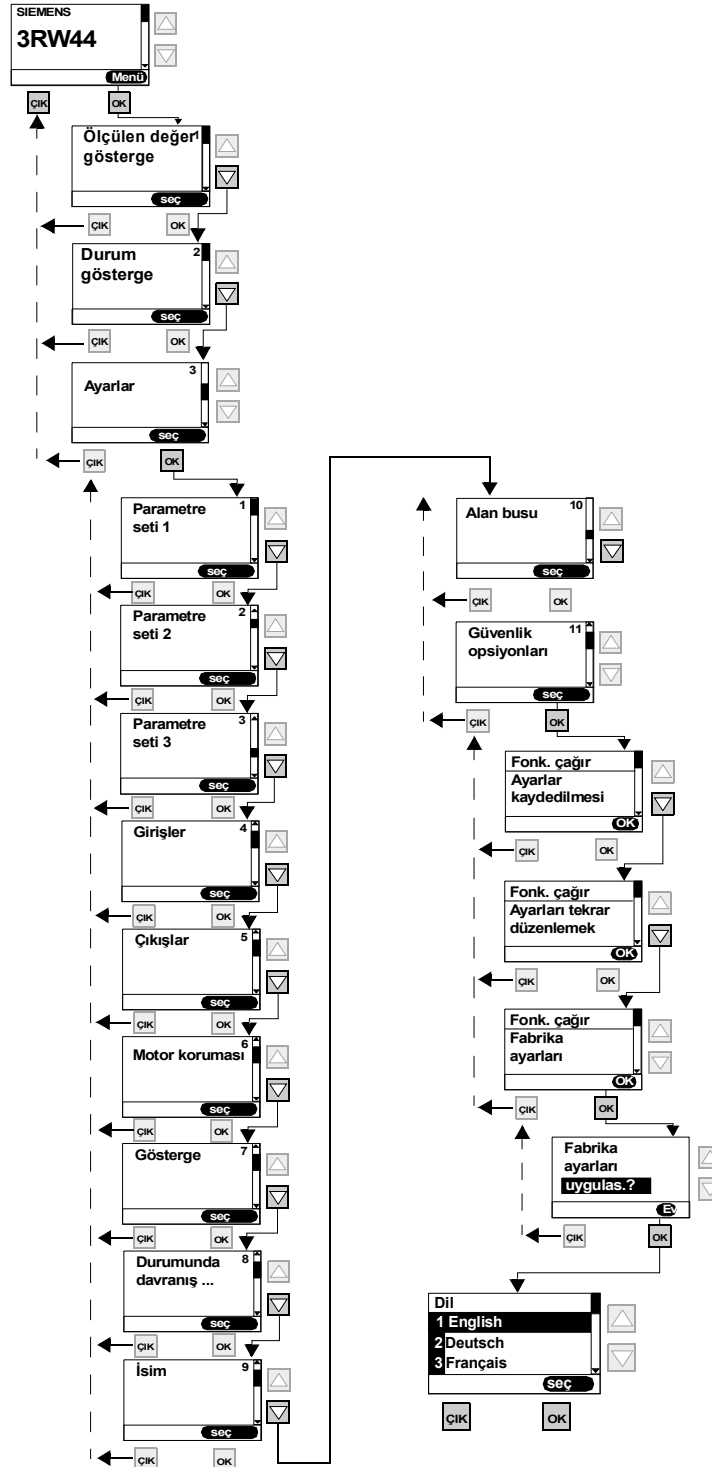 SIEMENS
3RW44
Menü
ÇIK
OK
Ölçülen değer 1
gösterge
seç
ÇIK
OK
Durum 2
gösterge
seç
ÇIK
OK
3
Ayarlar
seç
ÇIK
OK
Parametre 1
seti 1
seç
ÇIK
OK
Parametre 2
seti 2
seç
ÇIK
OK
Parametre 3
seti 3
seç
ÇIK
OK
Girişler 4
seç
ÇIK
OK
Çıkışlar 5
seç
ÇIK
OK
6
Motor koruması
seç
ÇIK
OK
Gösterge 7
seç
ÇIK
OK
Durumunda 8
davranış ...
seç
ÇIK
OK
İsim 9
seç
ÇIK
OK
Alan busu 10
seç
ÇIK
OK
Güvenlik 11
opsiyonları
seç
ÇIK
OK
Fonk. çağır
Ayarlar
kaydedilmesi
OK
ÇIK
OK
Fonk. çağır
Ayarları tekrar
düzenlemek
OK
ÇIK
OK
Fonk. çağır
Fabrika
ayarları
OK
ÇIK
OK
Fabrika
ayarları
uygulas.?
Ev
ÇIK
OK
Dil
1 English
2 Deutsch
3 Français
seç
ÇIK
OK